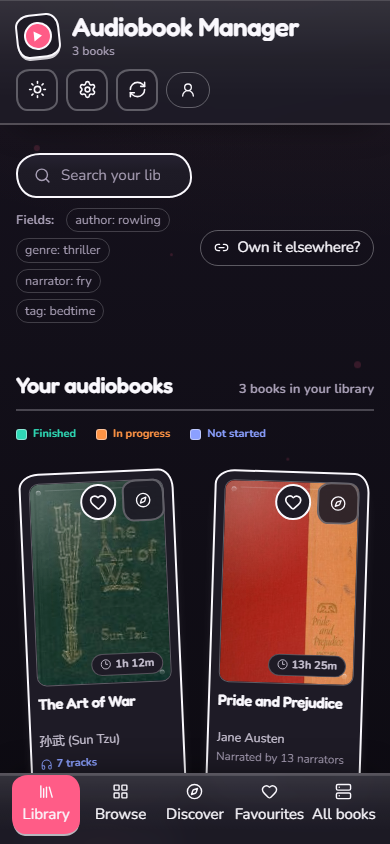 Audiobook Manager
3 books
Search your lib
Fields:
author: rowling
genre: thriller
narrator: fry
tag: bedtime
Own it elsewhere?
Your audiobooks
3 books in your library
Finished
In progress
Not started
The
Art of
War
Sun Tzu
1h 12m
The Art of War
孙武 (Sun Tzu)
7 tracks
Pride
and
Prejudice
13h 25m
Pride and Prejudice
Jane Austen
Narrated by 13 narrators
Library
Browse
Discover
Favourites
All books